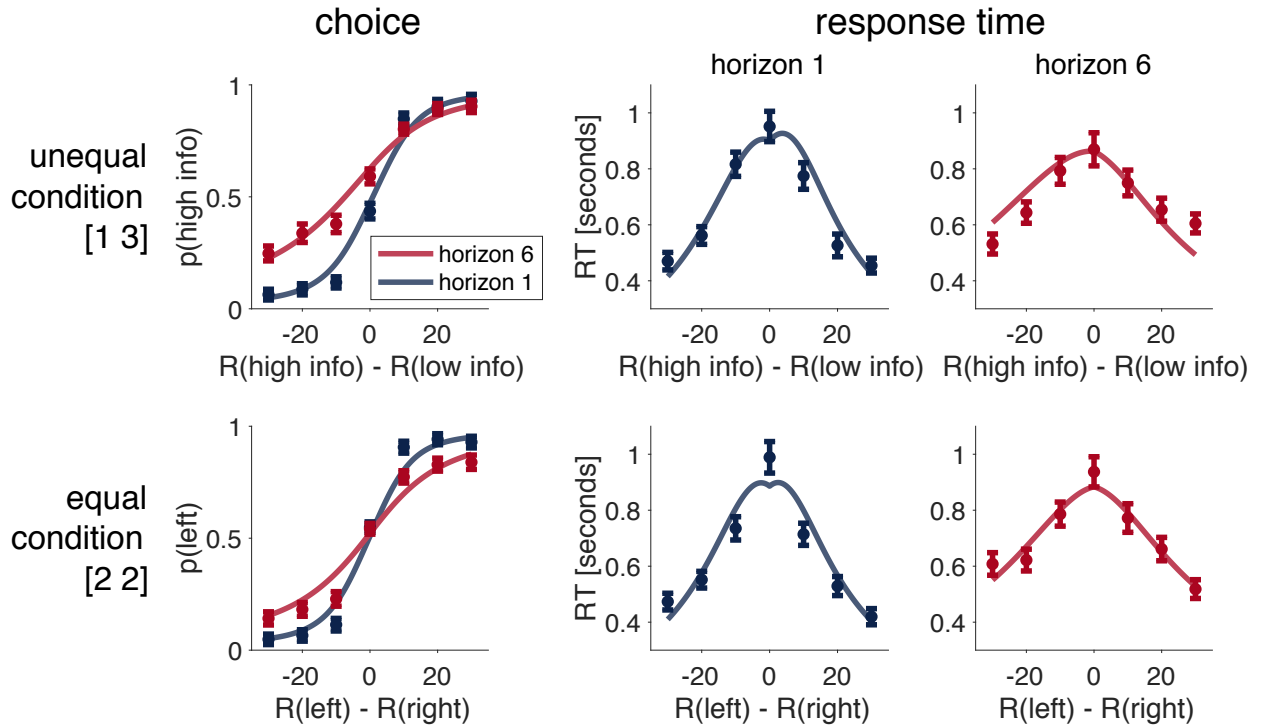 choice
response time
horizon 1
horizon 6
unequal
condition
[1 3]
p(high info)
1
0.5
0
-20
0
20
R(high info) - R(low info)
horizon 6
horizon 1
RT [seconds]
1
0.8
0.6
0.4
-20
0
20
R(high info) - R(low info)
1
0.8
0.6
0.4
-20
0
20
R(high info) - R(low info)
equal
condition
[2 2]
p(left)
1
0.5
0
-20
0
20
R(left) - R(right)
RT [seconds]
1
0.8
0.6
0.4
-20
0
20
R(left) - R(right)
1
0.8
0.6
0.4
-20
0
20
R(left) - R(right)